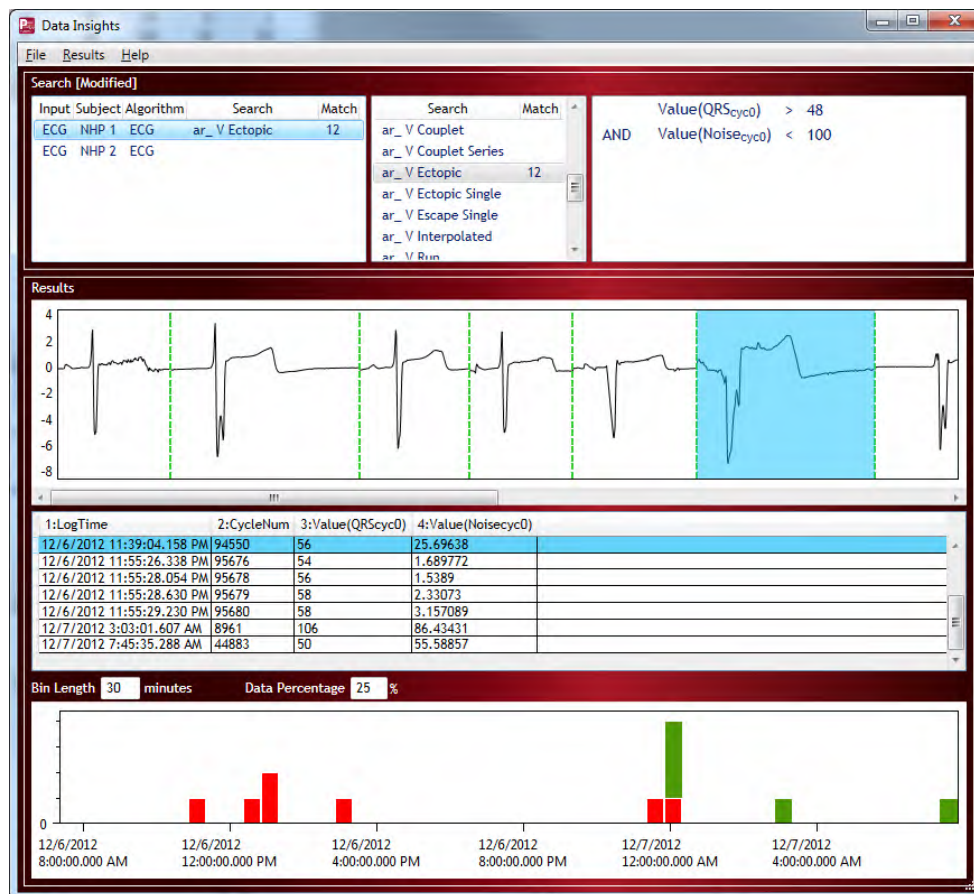 Data Insights
File Results Help
Search [Modified]
Input Subject Algorithm Search Match
ECG NHP 1 ECG ar_ V Ectopic 12
ECG NHP 2 ECG
Search Match
ar_ V Couplet
ar_ V Couplet Series
ar_ V Ectopic 12
ar_ V Ectopic Single
ar_ V Escape Single
ar_ V Interpolated
ar_ V Run
Value(QRScyc0) > 48
AND Value(Noisecyc0) < 100
Results
4
2
0
-2
-4
-6
-8
1:LogTime 2:CycleNum 3:Value(QRScyc0) 4:Value(Noisecyc0)
12/6/2012 11:39:04.158 PM 94550 56 25.69638
12/6/2012 11:55:26.338 PM 95676 54 1.689772
12/6/2012 11:55:28.054 PM 95678 56 1.5389
12/6/2012 11:55:28.630 PM 95679 58 2.33073
12/6/2012 11:55:29.230 PM 95680 58 3.157089
12/7/2012 3:03:01.607 AM 8961 106 86.43431
12/7/2012 7:45:35.288 AM 44883 50 55.58857
Bin Length 30 minutes Data Percentage 25 %
0
12/6/2012 12/6/2012 12/6/2012 12/6/2012 12/7/2012 12/7/2012
8:00:00.000 AM 12:00:00.000 PM 4:00:00.000 PM 8:00:00.000 PM 12:00:00.000 AM 4:00:00.000 AM